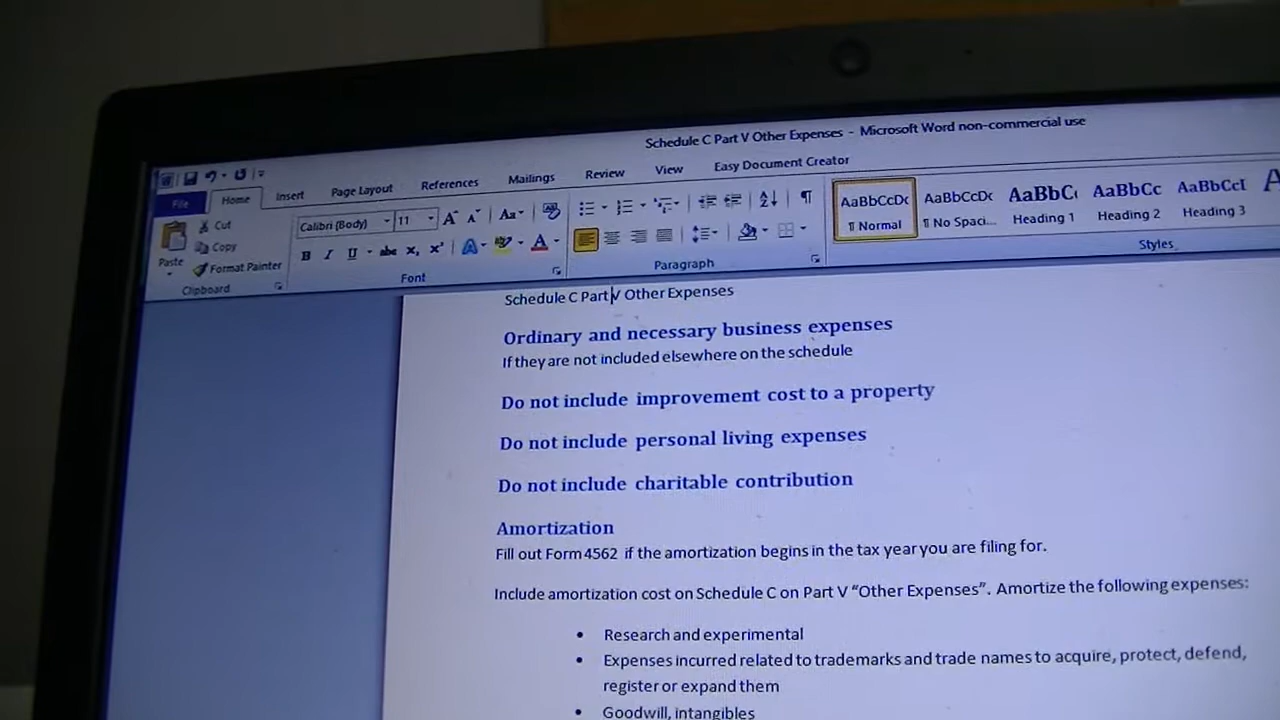 Schedule C Part V Other Expenses - Microsoft Word non-commercial use
File Home Insert Page Layout References Mailings Review View Easy Document Creator
Paste
Cut
Copy
Format Painter
Clipboard
Calibri (Body) 11
Font
Paragraph
AaBbCcDc AaBbCcDc AaBbC AaBbCc AaBbCcI
¶ Normal ¶ No Spaci... Heading 1 Heading 2 Heading 3
Styles
Schedule C Part V Other Expenses
Ordinary and necessary business expenses
If they are not included elsewhere on the schedule
Do not include improvement cost to a property
Do not include personal living expenses
Do not include charitable contribution
Amortization
Fill out Form 4562 if the amortization begins in the tax year you are filing for.
Include amortization cost on Schedule C on Part V "Other Expenses". Amortize the following expenses:
• Research and experimental
• Expenses incurred related to trademarks and trade names to acquire, protect, defend,
register or expand them
• Goodwill, intangibles